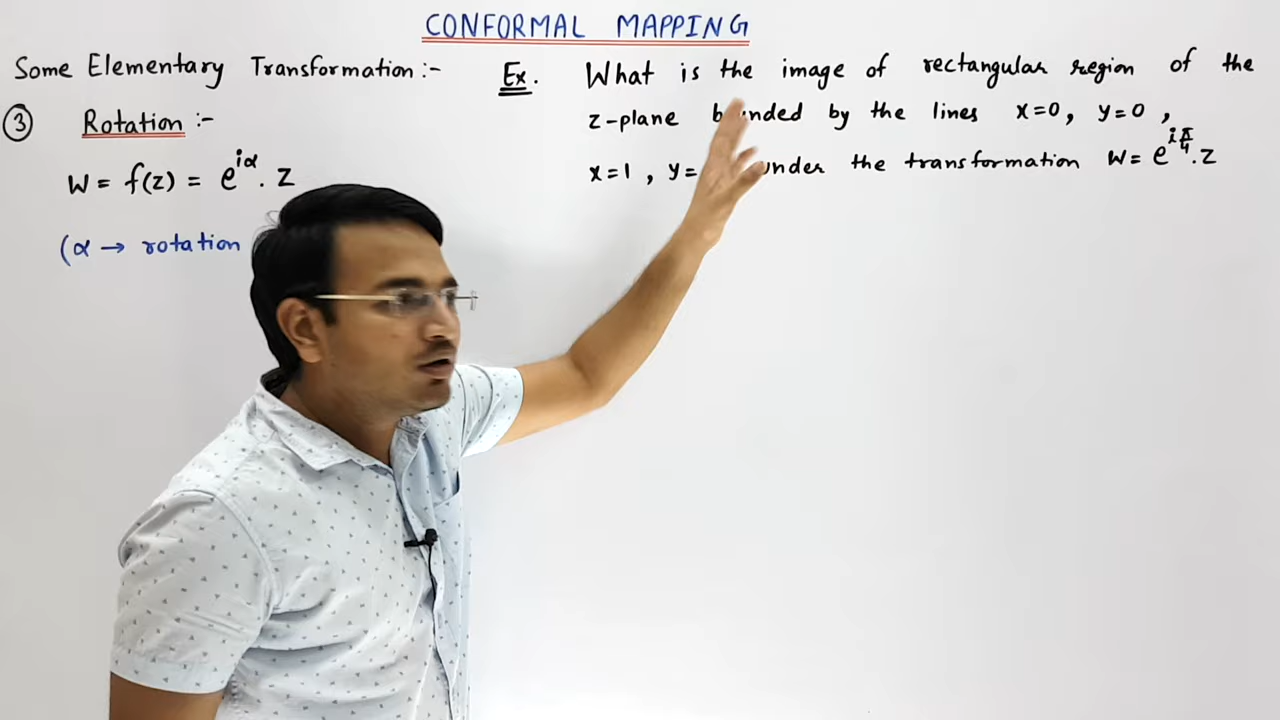 CONFORMAL MAPPING
Some Elementary Transformation :-
③ Rotation :-
W = f(z) = e^{iα} . z
(α → rotation
Ex. What is the image of rectangular region of the
z-plane bounded by the lines x=0, y=0,
x=1, y= under the transformation W = e^{iπ/4} . z